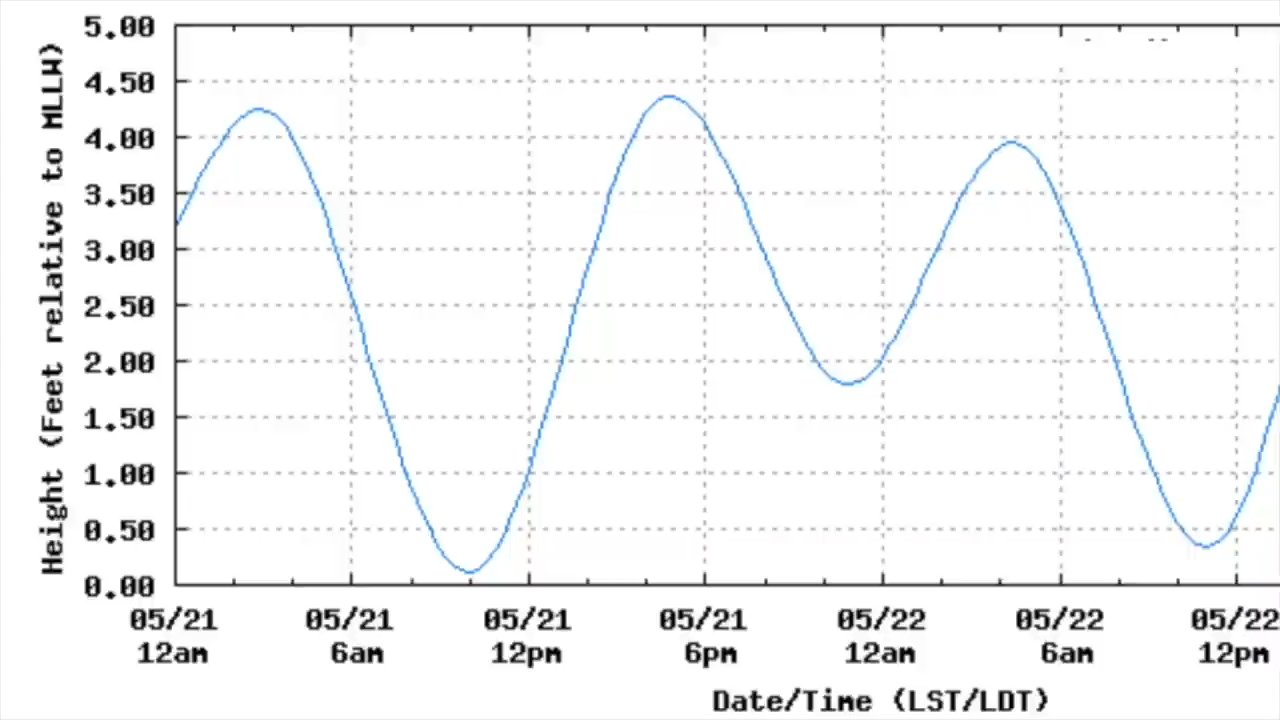 5.00
4.50
4.00
3.50
3.00
2.50
2.00
1.50
1.00
0.50
0.00
Height (Feet relative to MLLW)
05/21 05/21 05/21 05/21 05/22 05/22 05/22
12am 6am 12pm 6pm 12am 6am 12pm
Date/Time (LST/LDT)